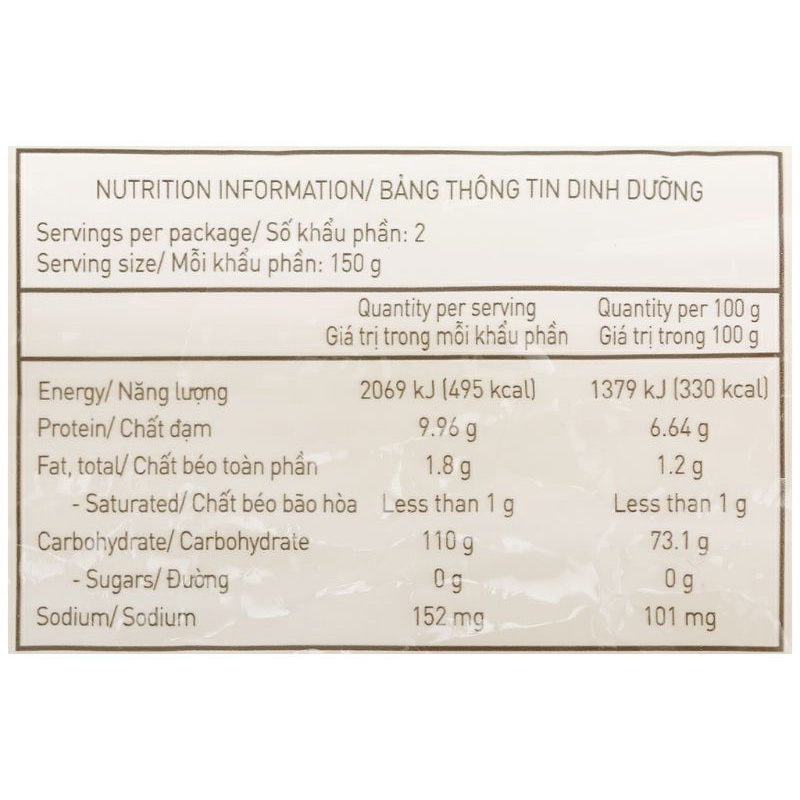 NUTRITION INFORMATION/ BẢNG THÔNG TIN DINH DƯỠNG
Servings per package/ Số khẩu phần: 2
Serving size/ Mỗi khẩu phần: 150 g
Quantity per serving Quantity per 100 g
Giá trị trong mỗi khẩu phần Giá trị trong 100 g
Energy/ Năng lượng 2069 kJ (495 kcal) 1379 kJ (330 kcal)
Protein/ Chất đạm 9.96 g 6.64 g
Fat, total/ Chất béo toàn phần 1.8 g 1.2 g
- Saturated/ Chất béo bão hòa Less than 1 g Less than 1 g
Carbohydrate/ Carbohydrate 110 g 73.1 g
- Sugars/ Đường 0 g 0 g
Sodium/ Sodium 152 mg 101 mg